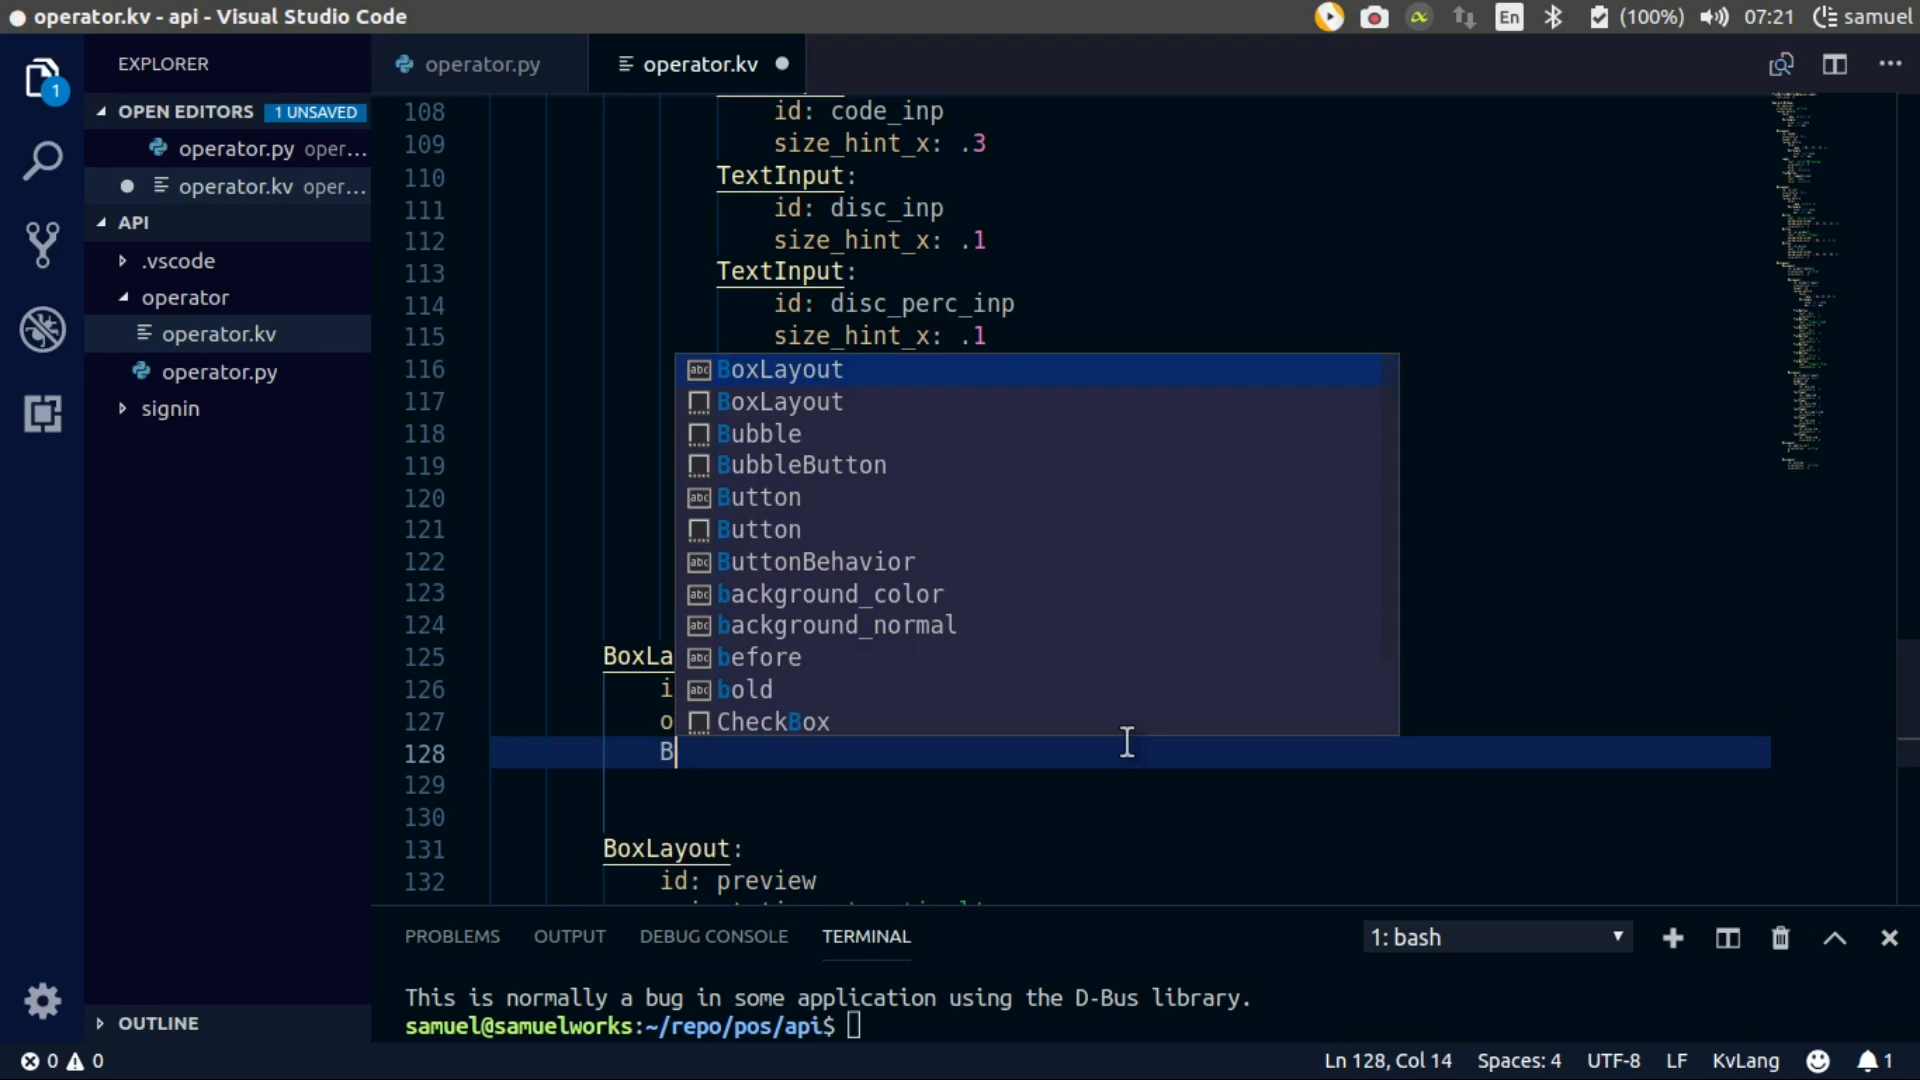 operator.kv - api - Visual Studio Code
En (100%) 07:21 samuel
EXPLORER
operator.py
operator.kv
OPEN EDITORS 1 UNSAVED
operator.py oper...
operator.kv oper...
API
.vscode
operator
operator.kv
operator.py
signin
OUTLINE
108 id: code_inp
109 size_hint_x: .3
110 TextInput:
111 id: disc_inp
112 size_hint_x: .1
113 TextInput:
114 id: disc_perc_inp
115 size_hint_x: .1
116 BoxLayout
117 BoxLayout
118 Bubble
119 BubbleButton
120 Button
121 Button
122 ButtonBehavior
123 background_color
124 background_normal
125 BoxLa before
126 i bold
127 o CheckBox
128 B
129
130
131 BoxLayout:
132 id: preview
PROBLEMS OUTPUT DEBUG CONSOLE TERMINAL 1: bash
This is normally a bug in some application using the D-Bus library.
samuel@samuelworks:~/repo/pos/api$
0 0 Ln 128, Col 14 Spaces: 4 UTF-8 LF KvLang 1